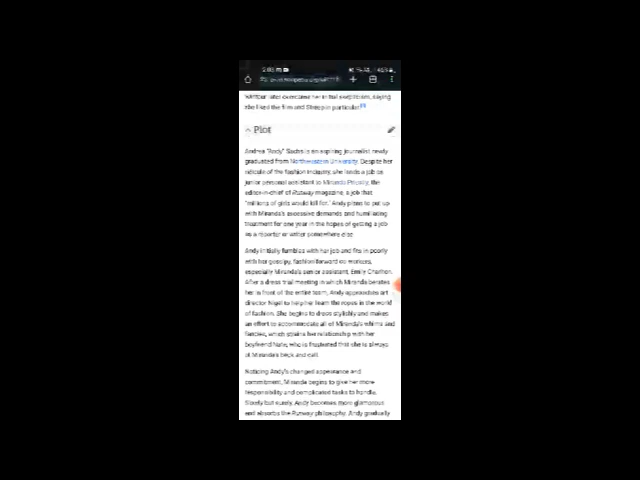 she liked the film and Streep in particular
Plot
Andrea "Andy" Sachs is an aspiring journalist newly
graduated from Northwestern University. Despite her
ridicule of the fashion industry, she lands a job as
junior personal assistant to Miranda Priestly, the
editor-in-chief of Runway magazine, a job that
"millions of girls would kill for." Andy plans to put up
with Miranda's excessive demands and humiliating
treatment for one year in the hopes of getting a job
as a reporter or writer somewhere else.
Andy initially fumbles with her job and fits in poorly
with her gossipy, fashion-forward co-workers,
especially Miranda's senior assistant, Emily Charlton.
After a dress trial meeting in which Miranda berates
her in front of the entire team, Andy approaches art
director Nigel to help her learn the ropes in the world
of fashion. She begins to dress stylishly and makes
an effort to accommodate all of Miranda's whims and
fancies, which strains her relationship with her
boyfriend Nate, who is frustrated that she is always
at Miranda's beck and call.
Noticing Andy's changed appearance and
commitment, Miranda begins to give her more
responsibility and complicated tasks to handle.
Slowly but surely, Andy becomes more glamorous
and absorbs the Runway philosophy. Andy gradually